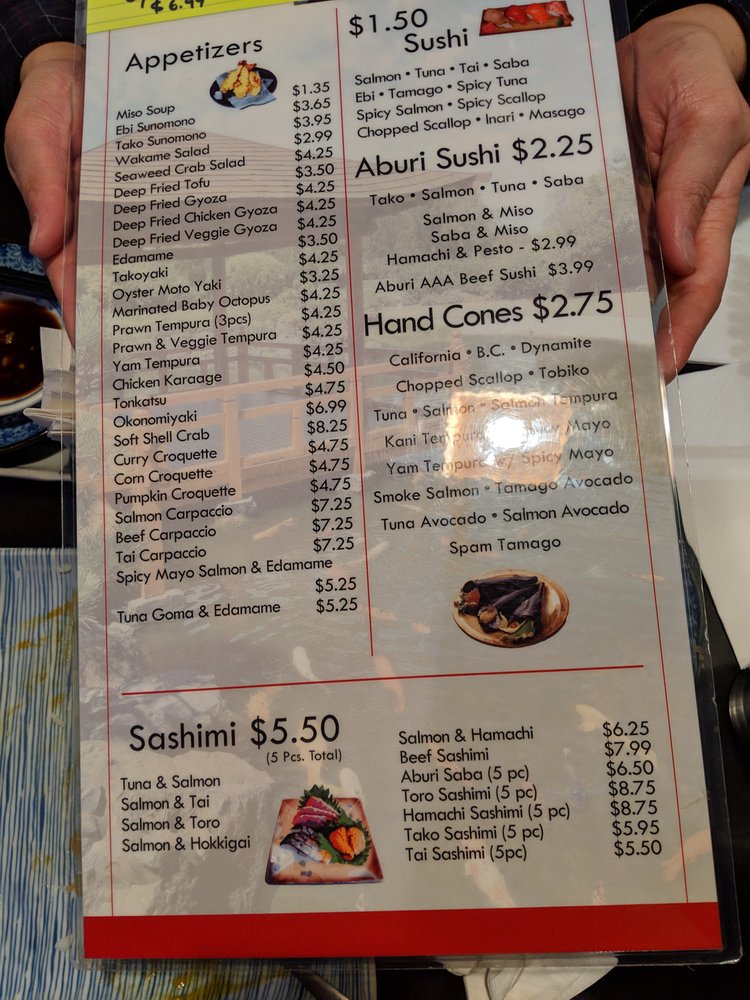 $6.99
Appetizers
Miso Soup $1.35
Ebi Sunomono $3.65
Tako Sunomono $3.95
Wakame Salad $2.99
Seaweed Crab Salad $4.25
Deep Fried Tofu $3.50
Deep Fried Gyoza $4.25
Deep Fried Chicken Gyoza $4.25
Deep Fried Veggie Gyoza $4.25
Edamame $3.50
Takoyaki $4.25
Oyster Moto Yaki $3.25
Marinated Baby Octopus $4.25
Prawn Tempura (3pcs) $4.25
Prawn & Veggie Tempura $4.25
Yam Tempura $4.25
Chicken Karaage $4.50
Tonkatsu $4.75
Okonomiyaki $6.99
Soft Shell Crab $8.25
Curry Croquette $4.75
Corn Croquette $4.75
Pumpkin Croquette $4.75
Salmon Carpaccio $7.25
Beef Carpaccio $7.25
Tai Carpaccio $7.25
Spicy Mayo Salmon & Edamame
$5.25
Tuna Goma & Edamame $5.25
$1.50
Sushi
Salmon • Tuna • Tai • Saba
Ebi • Tamago • Spicy Tuna
Spicy Salmon • Spicy Scallop
Chopped Scallop • Inari • Masago
Aburi Sushi $2.25
Tako • Salmon • Tuna • Saba
Salmon & Miso
Saba & Miso
Hamachi & Pesto - $2.99
Aburi AAA Beef Sushi $3.99
Hand Cones $2.75
California • B.C. • Dynamite
Chopped Scallop • Tobiko
Tuna • Salmon • Salmon Tempura
Kani Tempura Mayo
Yam Tempura w/ Spicy Mayo
Smoke Salmon • Tamago Avocado
Tuna Avocado • Salmon Avocado
Spam Tamago
Sashimi $5.50
(5 Pcs. Total)
Tuna & Salmon
Salmon & Tai
Salmon & Toro
Salmon & Hokkigai
Salmon & Hamachi $6.25
Beef Sashimi $7.99
Aburi Saba (5 pc) $6.50
Toro Sashimi (5 pc) $8.75
Hamachi Sashimi (5 pc) $8.75
Tako Sashimi (5 pc) $5.95
Tai Sashimi (5pc) $5.50